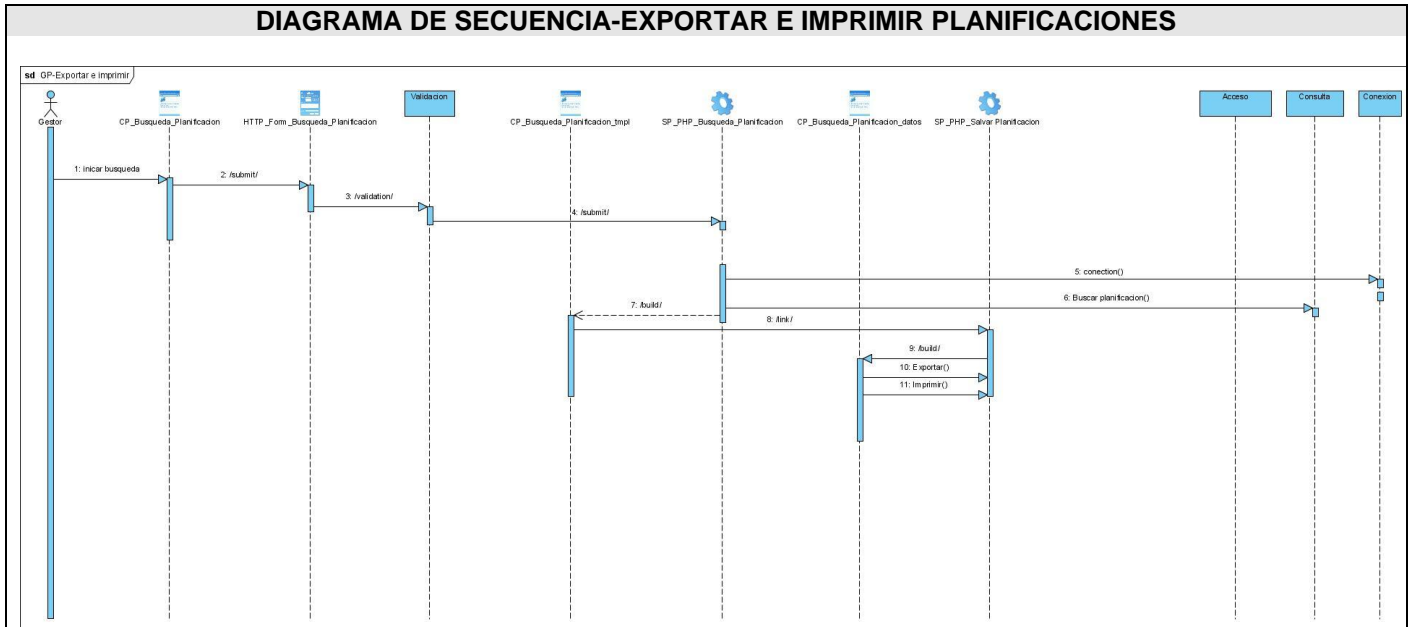 DIAGRAMA DE SECUENCIA-EXPORTAR E IMPRIMIR PLANIFICACIONES
sd GP-Exportar e imprimir
Gestor
CP_Busqueda_Planificacion
HTTP_Form_Busqueda_Planificacion
Validacion
CP_Busqueda_Planificacion_tmpl
SP_PHP_Busqueda_Planificacion
CP_Busqueda_Planificacion_datos
SP_PHP_Salvar Planificacion
Acceso
Consulta
Conexion
1: inicar busqueda
2: /submit/
3: /validation/
4: /submit/
5: conection()
6: Buscar planificacion()
7: /build/
8: /link/
9: /build/
10: Exportar()
11: Imprimir()